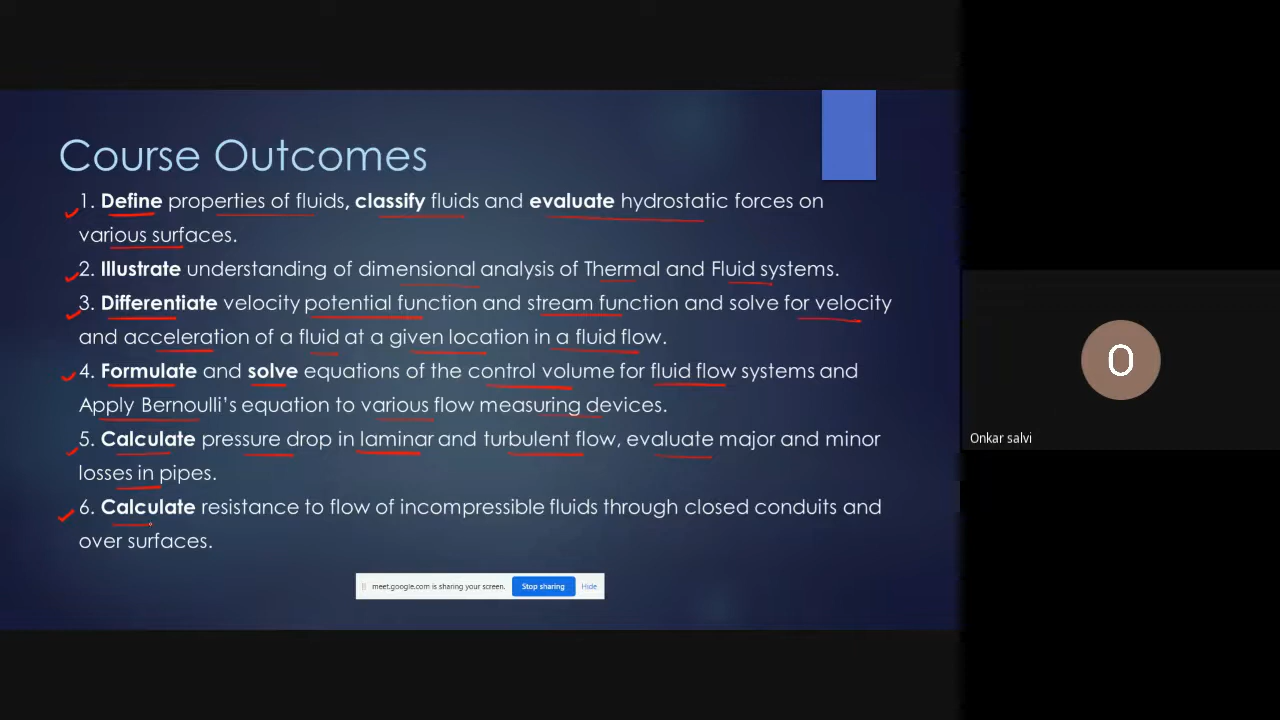 Course Outcomes
1. Define properties of fluids, classify fluids and evaluate hydrostatic forces on
various surfaces.
2. Illustrate understanding of dimensional analysis of Thermal and Fluid systems.
3. Differentiate velocity potential function and stream function and solve for velocity
and acceleration of a fluid at a given location in a fluid flow.
4. Formulate and solve equations of the control volume for fluid flow systems and
Apply Bernoulli's equation to various flow measuring devices.
5. Calculate pressure drop in laminar and turbulent flow, evaluate major and minor
losses in pipes.
6. Calculate resistance to flow of incompressible fluids through closed conduits and
over surfaces.
meet.google.com is sharing your screen. Stop sharing Hide
O
Onkar salvi